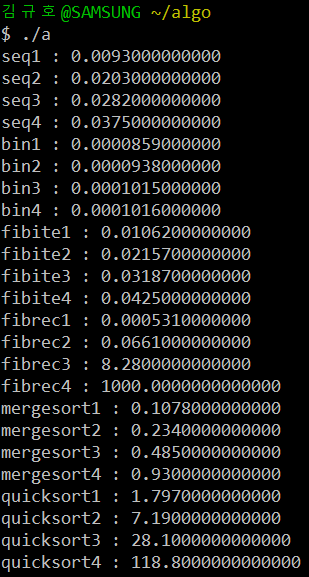 김규호@SAMSUNG ~/algo
$ ./a
seq1 : 0.0093000000000
seq2 : 0.0203000000000
seq3 : 0.0282000000000
seq4 : 0.0375000000000
bin1 : 0.0000859000000
bin2 : 0.0000938000000
bin3 : 0.0001015000000
bin4 : 0.0001016000000
fibite1 : 0.0106200000000
fibite2 : 0.0215700000000
fibite3 : 0.0318700000000
fibite4 : 0.0425000000000
fibrec1 : 0.0005310000000
fibrec2 : 0.0661000000000
fibrec3 : 8.2800000000000
fibrec4 : 1000.0000000000000
mergesort1 : 0.1078000000000
mergesort2 : 0.2340000000000
mergesort3 : 0.4850000000000
mergesort4 : 0.9300000000000
quicksort1 : 1.7970000000000
quicksort2 : 7.1900000000000
quicksort3 : 28.1000000000000
quicksort4 : 118.8000000000000